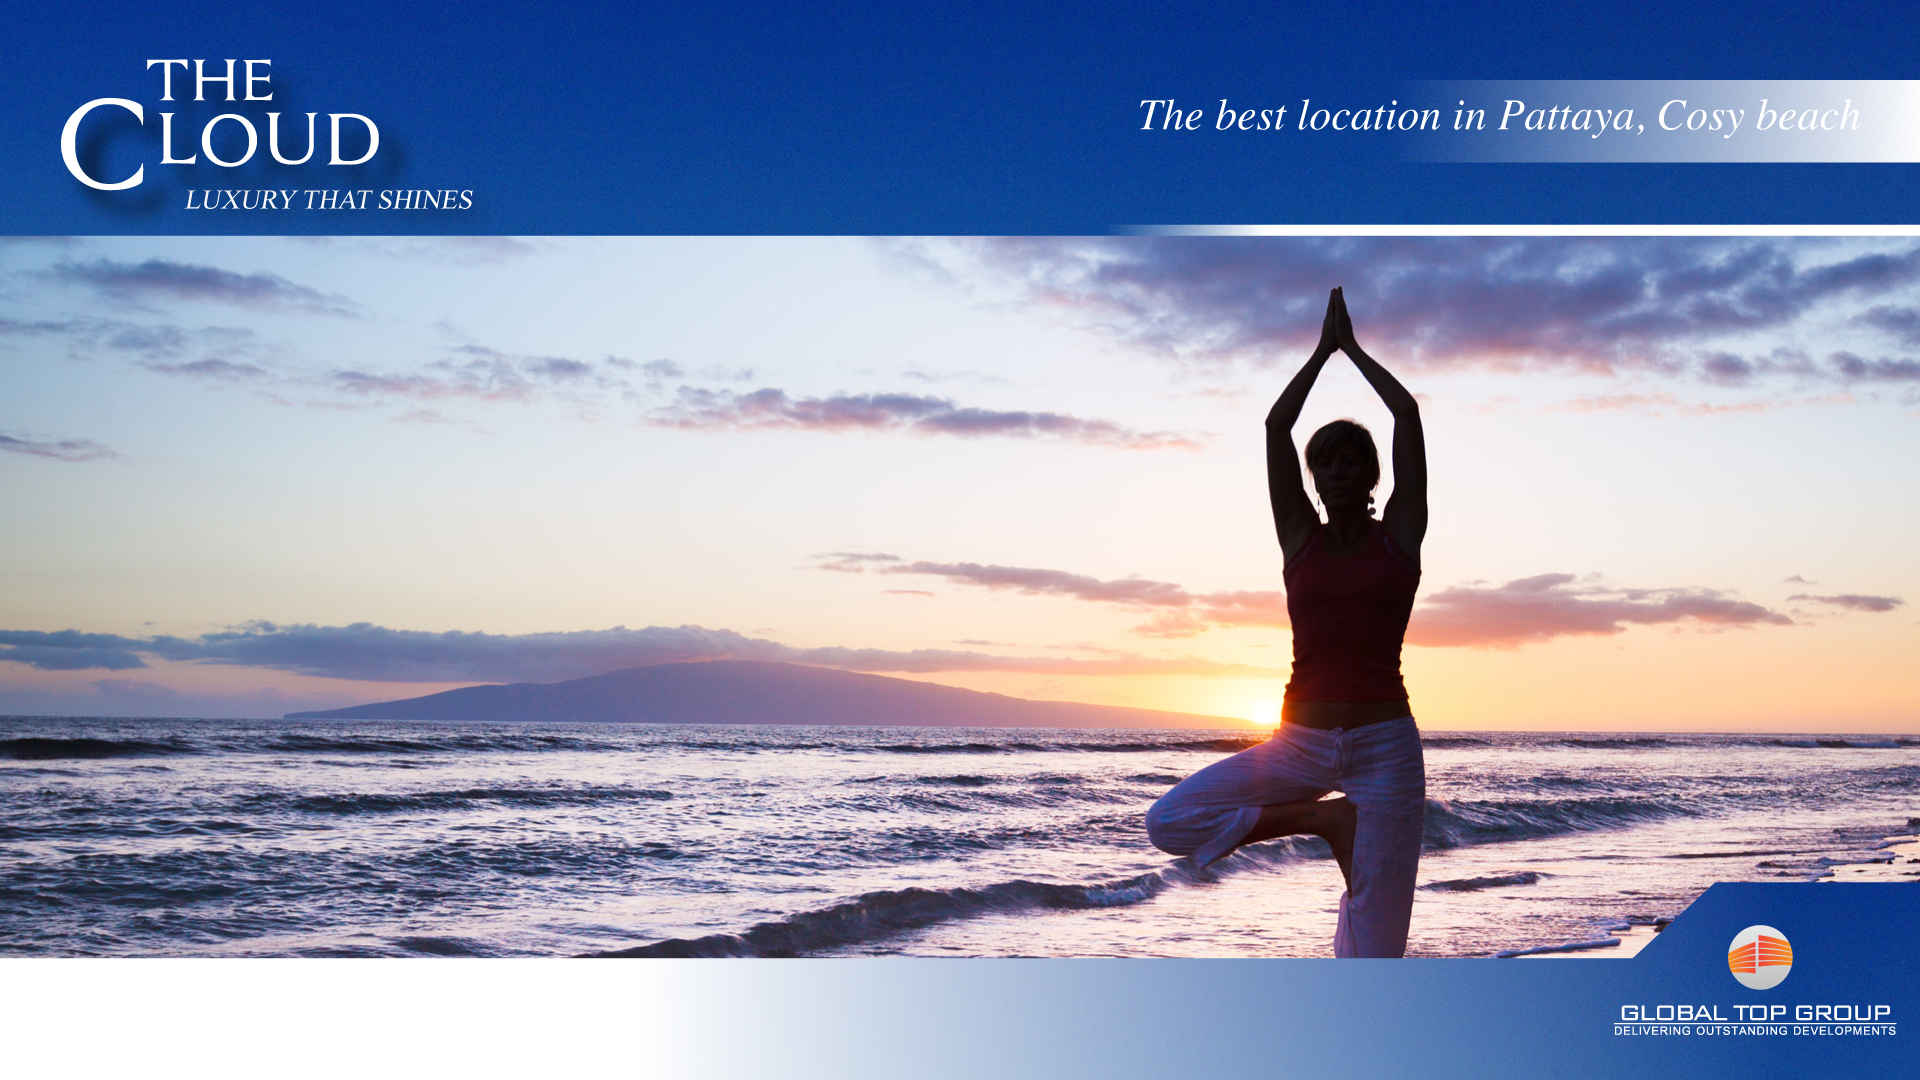 THE
CLOUD
LUXURY THAT SHINES
The best location in Pattaya, Cosy beach
GLOBAL TOP GROUP
DELIVERING OUTSTANDING DEVELOPMENTS